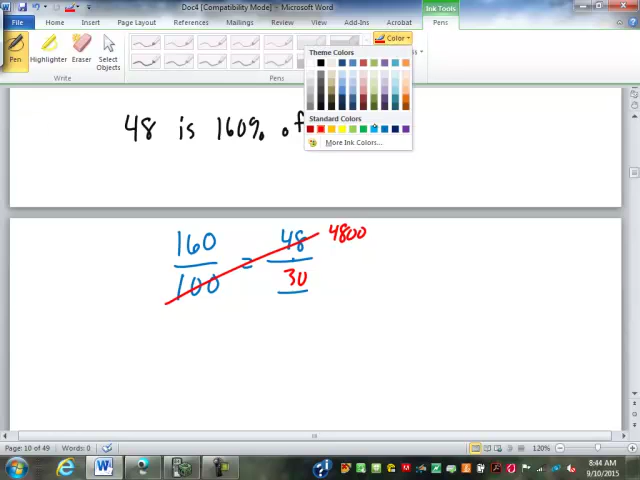 Doc4 [Compatibility Mode] - Microsoft Word
Ink Tools
File Home Insert Page Layout References Mailings Review View Add-Ins Acrobat Pens
Pen Highlighter Eraser Select Objects
Color
Write Pens
Theme Colors
Standard Colors
More Ink Colors...
48 is 160% of
160 48 4800
=
100 30
Page: 10 of 49 Words: 0 120%
8:44 AM
9/10/2015